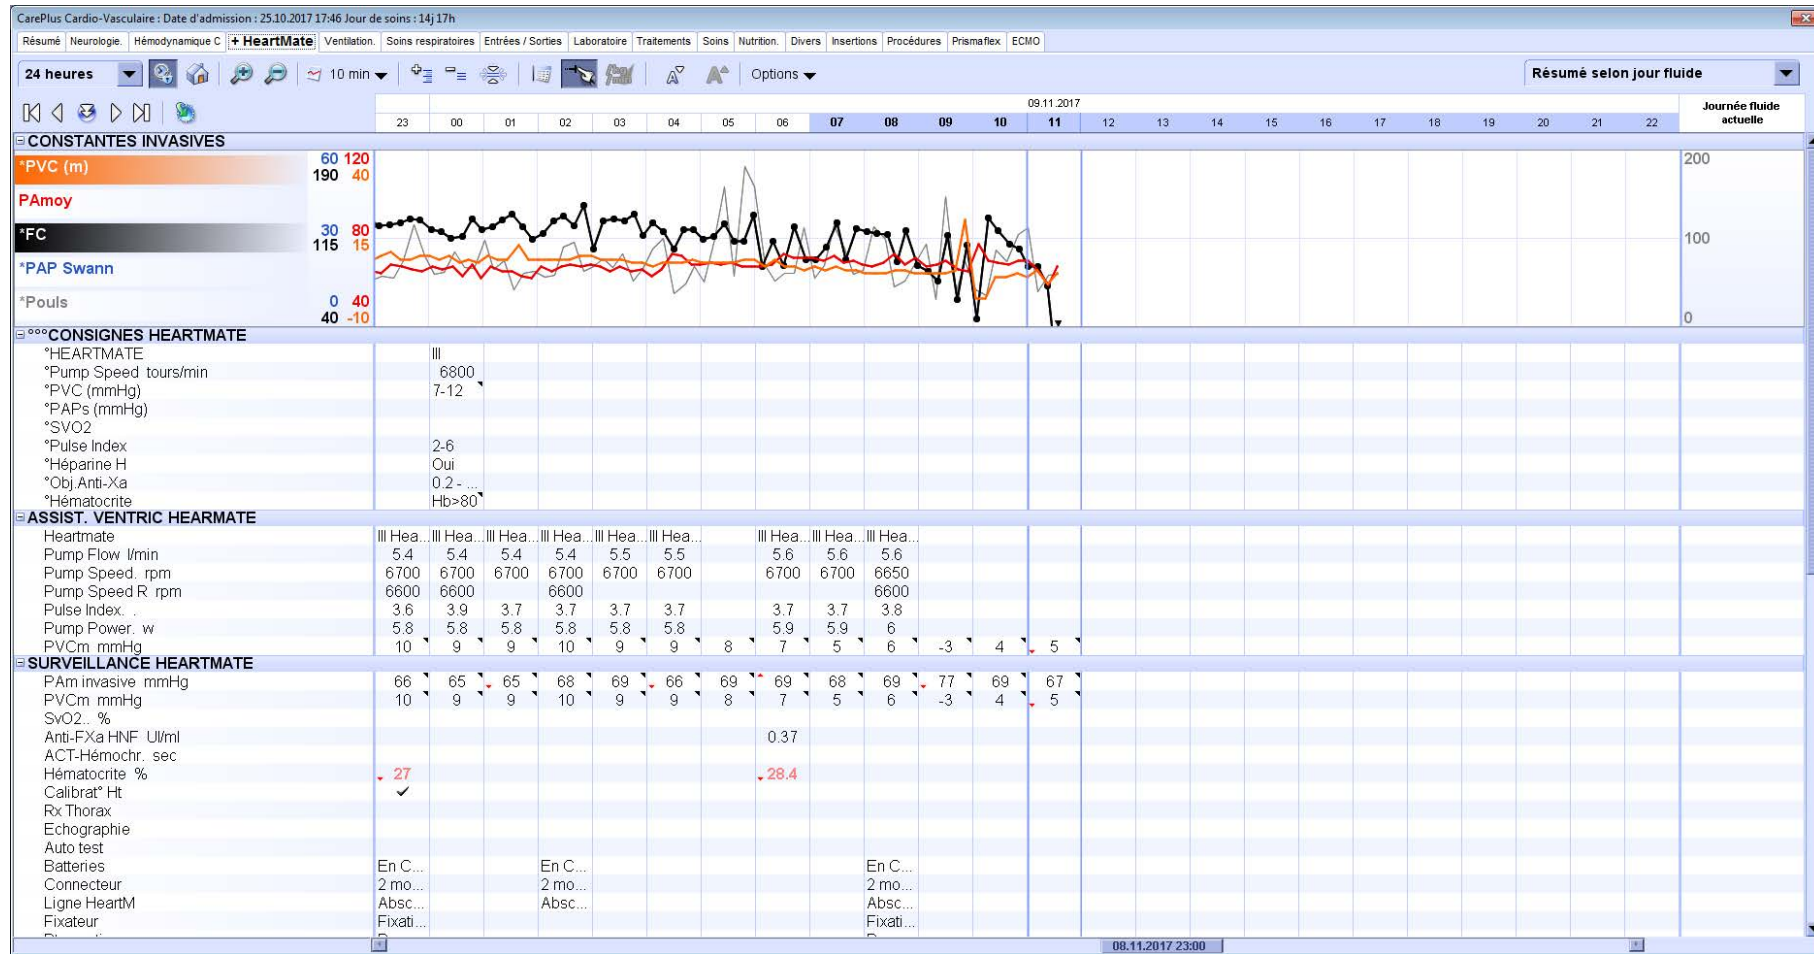 CarePlus Cardio-Vasculaire : Date d'admission : 25.10.2017 17:46 Jour de soins : 14j 17h
Résumé Neurologie. Hémodynamique C + HeartMate Ventilation. Soins respiratoires Entrées / Sorties Laboratoire Traitements Soins Nutrition. Divers Insertions Procédures Prismaflex ECMO
24 heures 10 min Options Résumé selon jour fluide
09.11.2017 Journée fluide
23 00 01 02 03 04 05 06 07 08 09 10 11 12 13 14 15 16 17 18 19 20 21 22 actuelle
CONSTANTES INVASIVES
*PVC (m) 60 120 200
190 40
PAmoy
*FC 30 80 100
115 15
*PAP Swann
*Pouls 0 40 0
40 -10
°°°CONSIGNES HEARTMATE
°HEARTMATE III
°Pump Speed tours/min 6800
°PVC (mmHg) 7-12
°PAPs (mmHg)
°SVO2
°Pulse Index 2-6
°Héparine H Oui
°Obj.Anti-Xa 0.2 - ...
°Hématocrite Hb>80
ASSIST. VENTRIC HEARMATE
Heartmate III Hea... III Hea... III Hea... III Hea... III Hea... III Hea... III Hea... III Hea... III Hea...
Pump Flow l/min 5.4 5.4 5.4 5.4 5.5 5.5 5.6 5.6 5.6
Pump Speed. rpm 6700 6700 6700 6700 6700 6700 6700 6700 6650
Pump Speed R rpm 6600 6600 6600 6600
Pulse Index. . 3.6 3.9 3.7 3.7 3.7 3.7 3.7 3.7 3.8
Pump Power. w 5.8 5.8 5.8 5.8 5.8 5.8 5.9 5.9 6
PVCm mmHg 10 9 9 10 9 9 8 7 5 6 -3 4 5
SURVEILLANCE HEARTMATE
PAm invasive mmHg 66 65 65 68 69 66 69 69 68 69 77 69 67
PVCm mmHg 10 9 9 10 9 9 8 7 5 6 -3 4 5
SvO2.. %
Anti-FXa HNF UI/ml 0.37
ACT-Hémochr. sec
Hématocrite % 27 28.4
Calibrat° Ht ✓
Rx Thorax
Echographie
Auto test
Batteries En C... En C... En C...
Connecteur 2 mo... 2 mo... 2 mo...
Ligne HeartM Absc... Absc... Absc...
Fixateur Fixati... Fixati...
08.11.2017 23:00